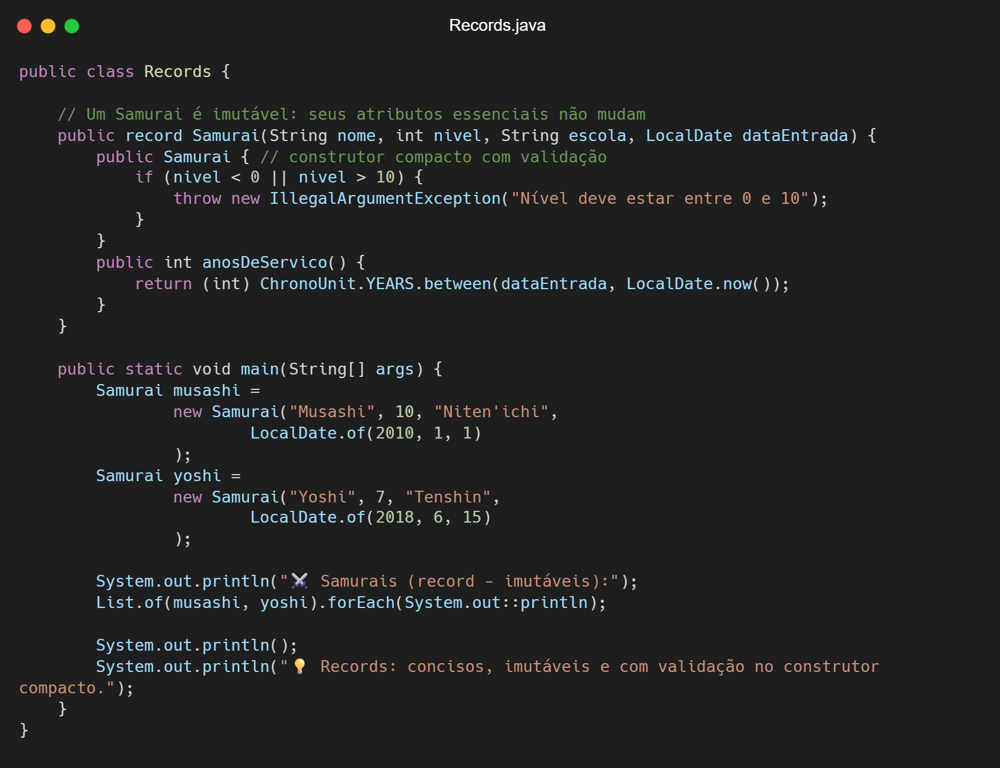 Records.java
public class Records {
    // Um Samurai é imutável: seus atributos essenciais não mudam
    public record Samurai(String nome, int nivel, String escola, LocalDate dataEntrada) {
        public Samurai { // construtor compacto com validação
            if (nivel < 0 || nivel > 10) {
                throw new IllegalArgumentException("Nível deve estar entre 0 e 10");
            }
        }
        public int anosDeServico() {
            return (int) ChronoUnit.YEARS.between(dataEntrada, LocalDate.now());
        }
    }
    public static void main(String[] args) {
        Samurai musashi =
                new Samurai("Musashi", 10, "Niten'ichi",
                        LocalDate.of(2010, 1, 1)
                );
        Samurai yoshi =
                new Samurai("Yoshi", 7, "Tenshin",
                        LocalDate.of(2018, 6, 15)
                );
        System.out.println("⚔️ Samurais (record – imutáveis):");
        List.of(musashi, yoshi).forEach(System.out::println);
        System.out.println();
        System.out.println("💡 Records: concisos, imutáveis e com validação no construtor
compacto.");
    }
}